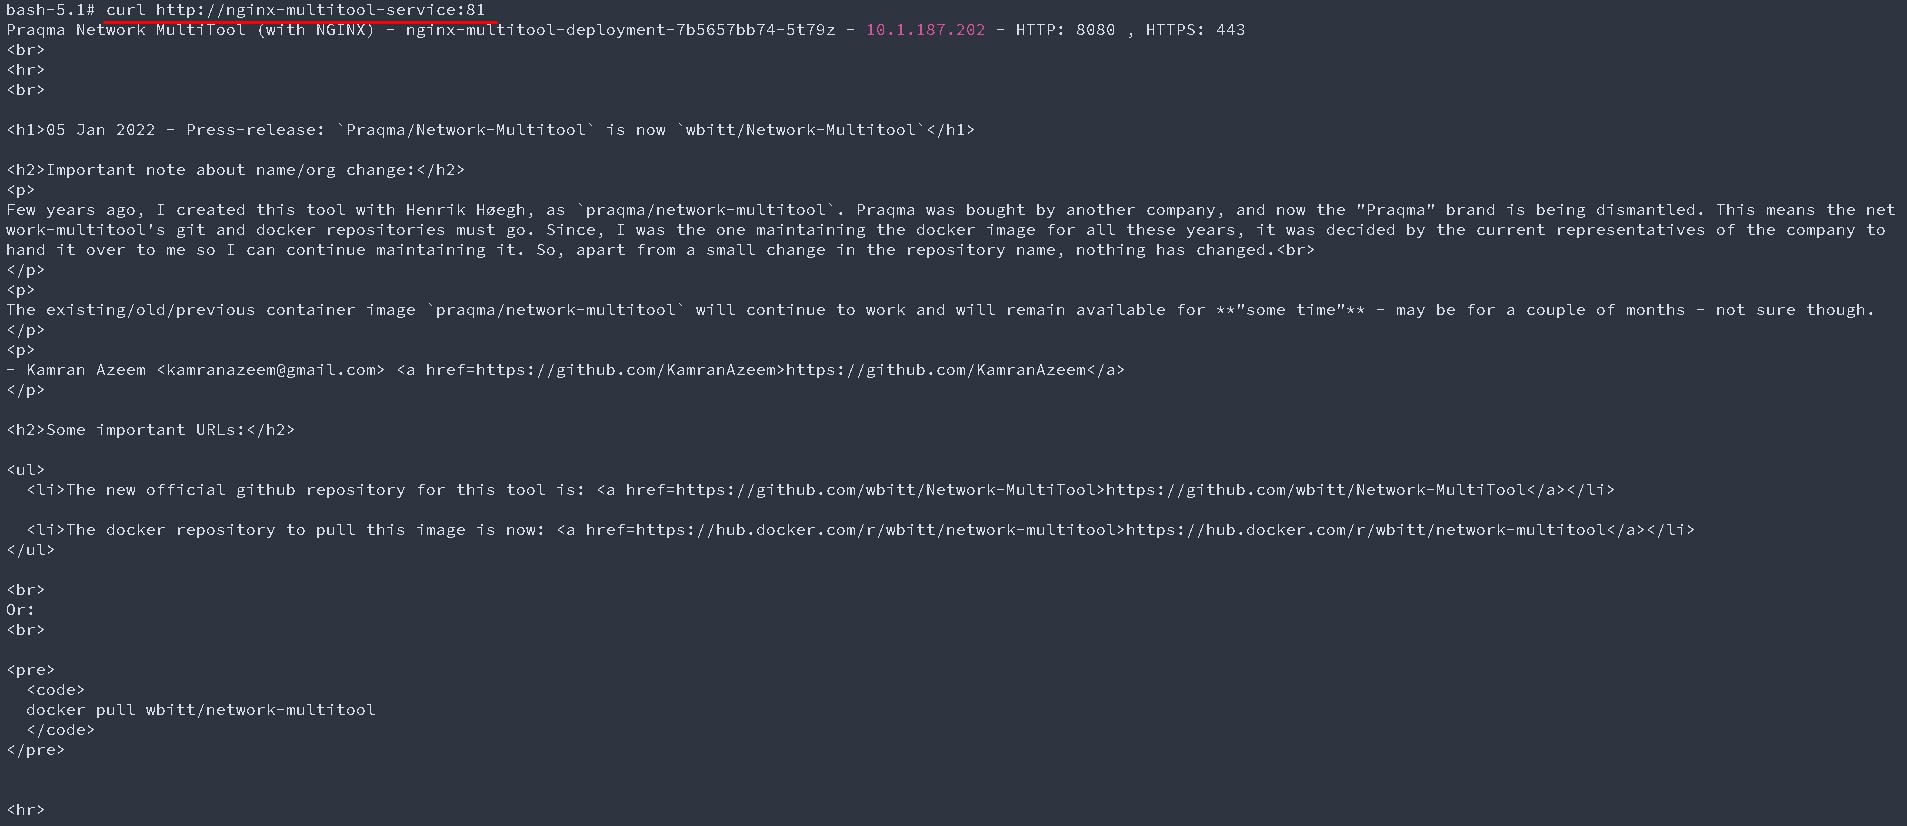 bash-5.1# curl http://nginx-multitool-service:81
Praqma Network MultiTool (with NGINX) - nginx-multitool-deployment-7b5657bb74-5t79z - 10.1.187.202 - HTTP: 8080 , HTTPS: 443
<br>
<hr>
<br>

<h1>05 Jan 2022 - Press-release: `Praqma/Network-Multitool` is now `wbitt/Network-Multitool`</h1>

<h2>Important note about name/org change:</h2>
<p>
Few years ago, I created this tool with Henrik Høegh, as `praqma/network-multitool`. Praqma was bought by another company, and now the "Praqma" brand is being dismantled. This means the net
work-multitool's git and docker repositories must go. Since, I was the one maintaining the docker image for all these years, it was decided by the current representatives of the company to
hand it over to me so I can continue maintaining it. So, apart from a small change in the repository name, nothing has changed.<br>
</p>
<p>
The existing/old/previous container image `praqma/network-multitool` will continue to work and will remain available for **"some time"** - may be for a couple of months - not sure though.
</p>
<p>
- Kamran Azeem <kamranazeem@gmail.com> <a href=https://github.com/KamranAzeem>https://github.com/KamranAzeem</a>
</p>

<h2>Some important URLs:</h2>

<ul>
  <li>The new official github repository for this tool is: <a href=https://github.com/wbitt/Network-MultiTool>https://github.com/wbitt/Network-MultiTool</a></li>

  <li>The docker repository to pull this image is now: <a href=https://hub.docker.com/r/wbitt/network-multitool>https://hub.docker.com/r/wbitt/network-multitool</a></li>
</ul>

<br>
Or:
<br>

<pre>
  <code>
  docker pull wbitt/network-multitool
  </code>
</pre>


<hr>